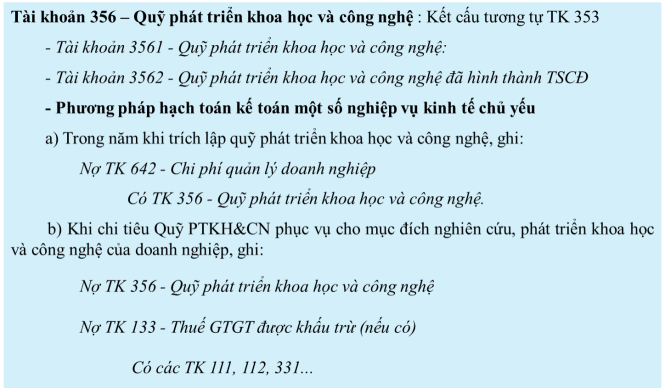 Tài khoản 356 – Quỹ phát triển khoa học và công nghệ : Kết cấu tương tự TK 353
- Tài khoản 3561 - Quỹ phát triển khoa học và công nghệ:
- Tài khoản 3562 - Quỹ phát triển khoa học và công nghệ đã hình thành TSCĐ
- Phương pháp hạch toán kế toán một số nghiệp vụ kinh tế chủ yếu
a) Trong năm khi trích lập quỹ phát triển khoa học và công nghệ, ghi:
Nợ TK 642 - Chi phí quản lý doanh nghiệp
Có TK 356 - Quỹ phát triển khoa học và công nghệ.
b) Khi chi tiêu Quỹ PTKH&CN phục vụ cho mục đích nghiên cứu, phát triển khoa học
và công nghệ của doanh nghiệp, ghi:
Nợ TK 356 - Quỹ phát triển khoa học và công nghệ
Nợ TK 133 - Thuế GTGT được khấu trừ (nếu có)
Có các TK 111, 112, 331...